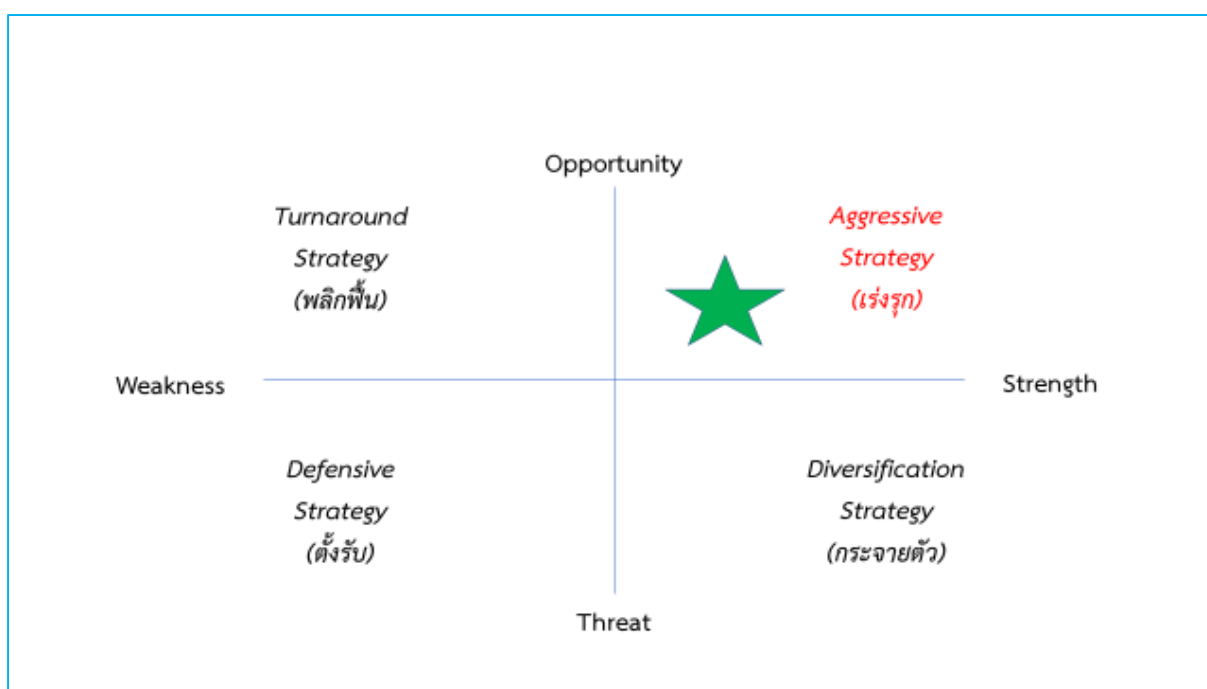 Opportunity
Turnaround
Strategy
(พลิกฟื้น)
Aggressive
Strategy
(เร่งรุก)
Weakness
Strength
Defensive
Strategy
(ตั้งรับ)
Diversification
Strategy
(กระจายตัว)
Threat